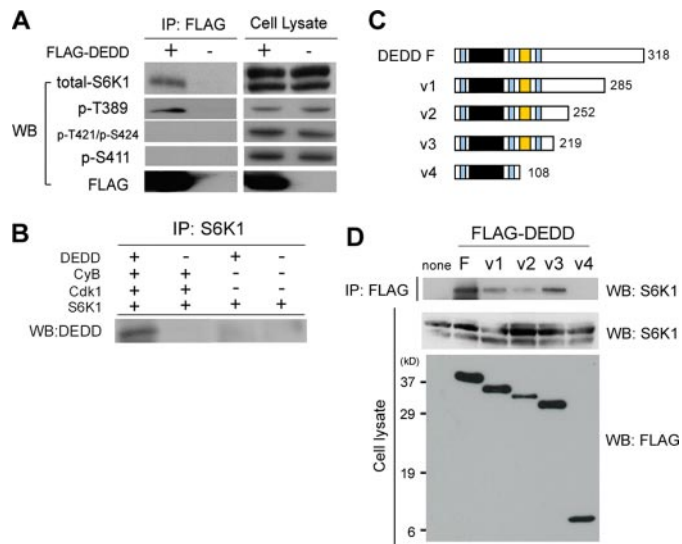 A
IP: FLAG Cell Lysate
FLAG-DEDD + - + -
total-S6K1
p-T389
WB
p-T421/p-S424
p-S411
FLAG
B
IP: S6K1
DEDD + - + -
CyB + + - -
Cdk1 + + - -
S6K1 + + + +
WB:DEDD
C
DEDD F 318
v1 285
v2 252
v3 219
v4 108
D
FLAG-DEDD
none F v1 v2 v3 v4
IP: FLAG WB: S6K1
WB: S6K1
Cell lysate
(kD)
37
29
WB: FLAG
19
6